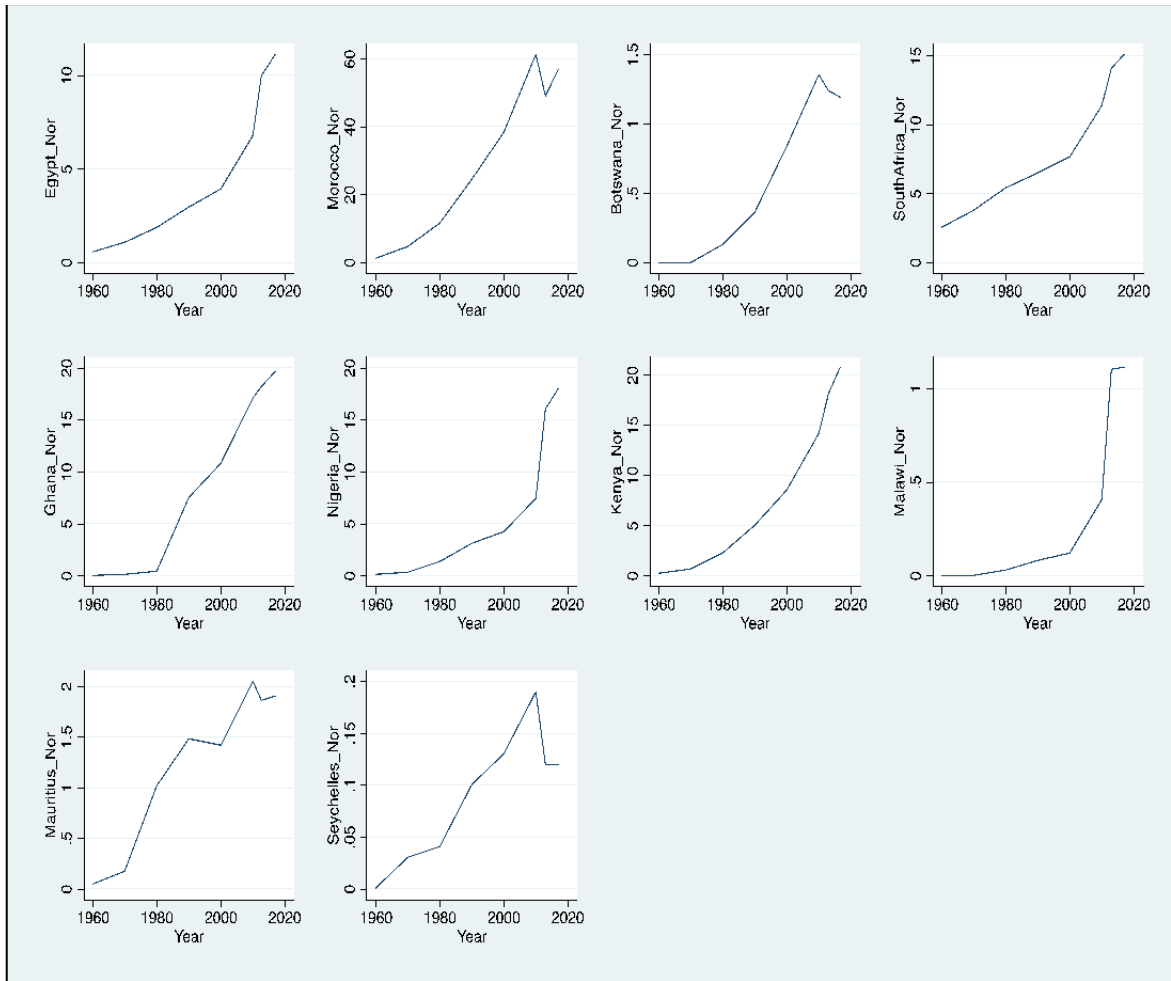 Egypt_Nor
10
5
0
1960 1980 2000 2020
Year
Morocco_Nor
60
40
20
0
1960 1980 2000 2020
Year
Botswana_Nor
1.5
1
.5
0
1960 1980 2000 2020
Year
SouthAfrica_Nor
15
10
5
0
1960 1980 2000 2020
Year
Ghana_Nor
20
15
10
5
0
1960 1980 2000 2020
Year
Nigeria_Nor
20
15
10
5
0
1960 1980 2000 2020
Year
Kenya_Nor
20
15
10
5
0
1960 1980 2000 2020
Year
Malawi_Nor
1
.5
0
1960 1980 2000 2020
Year
Mauritius_Nor
2
1.5
1
.5
0
1960 1980 2000 2020
Year
Seychelles_Nor
.2
.15
.1
.05
0
1960 1980 2000 2020
Year